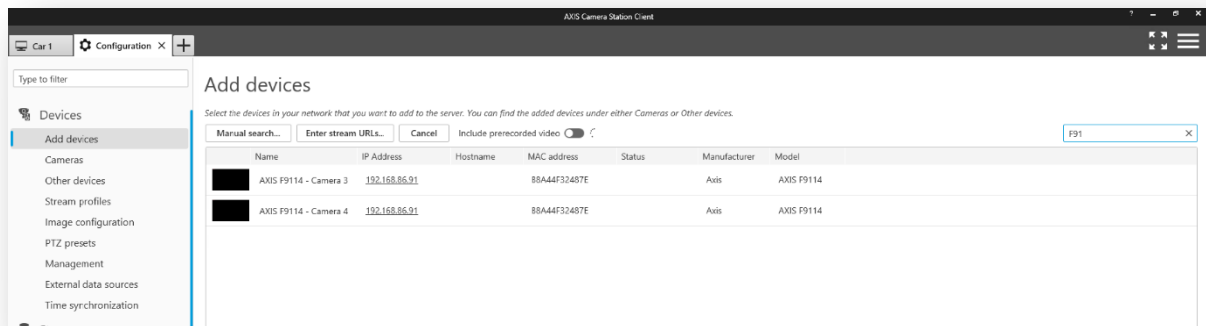 AXIS Camera Station Client
Car 1
Configuration
Type to filter
Devices
Add devices
Cameras
Other devices
Stream profiles
Image configuration
PTZ presets
Management
External data sources
Time synchronization
Add devices
Select the devices in your network that you want to add to the server. You can find the added devices under either Cameras or Other devices.
Manual search... Enter stream URLs... Cancel Include prerecorded video F91
Name IP Address Hostname MAC address Status Manufacturer Model
AXIS F9114 - Camera 3 192.168.86.91 B8A44F32487E Axis AXIS F9114
AXIS F9114 - Camera 4 192.168.86.91 B8A44F32487E Axis AXIS F9114